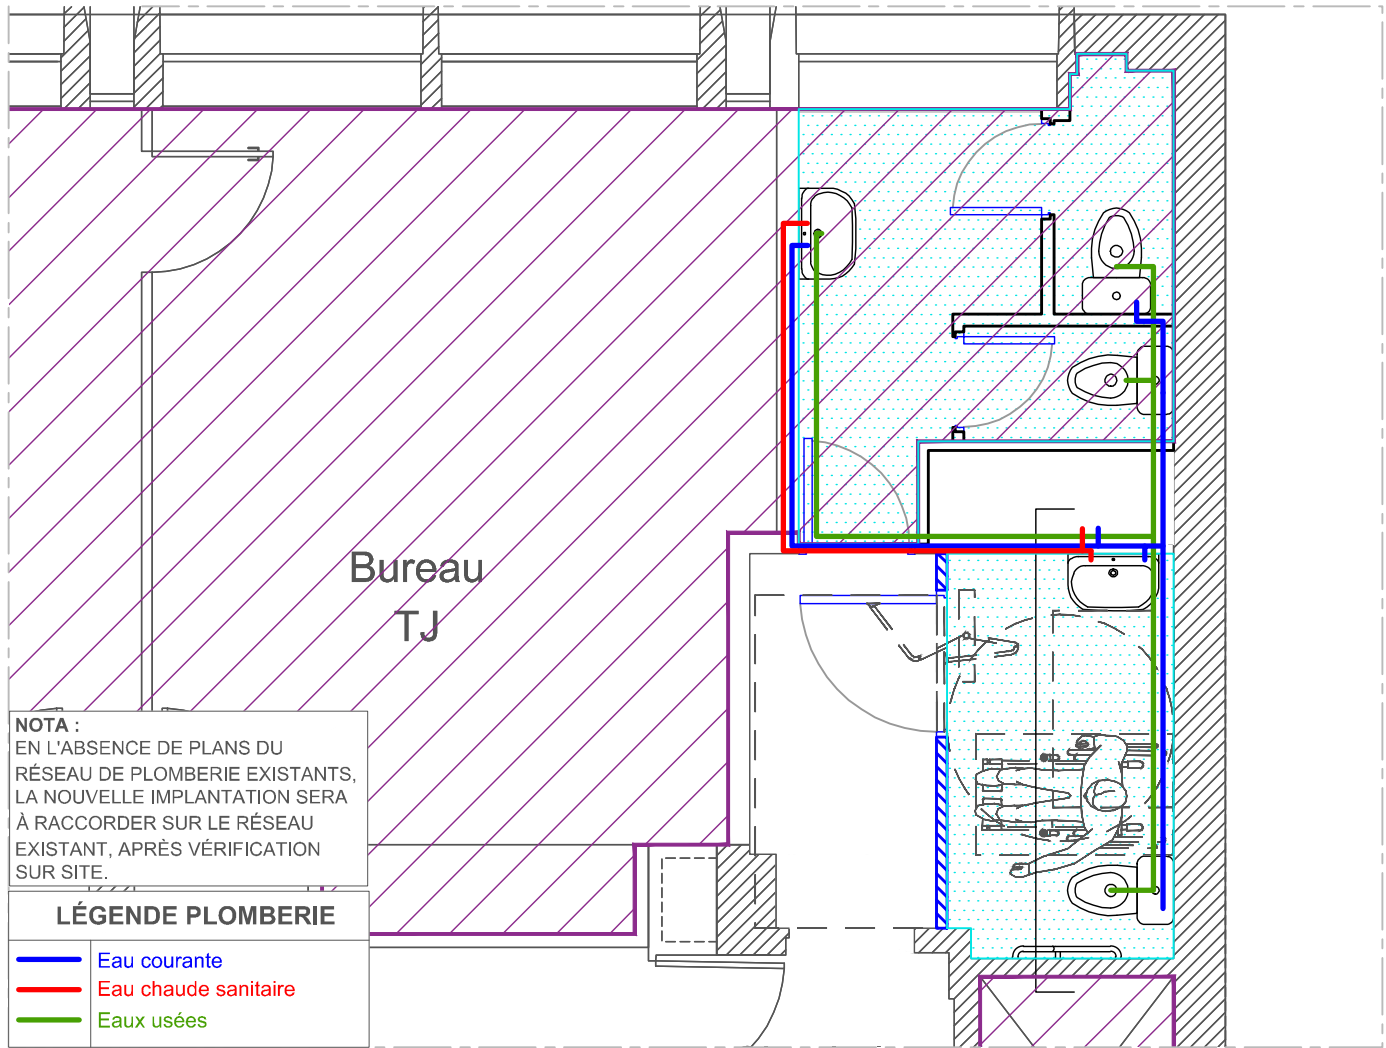 Bureau
TJ
NOTA :
EN L'ABSENCE DE PLANS DU
RÉSEAU DE PLOMBERIE EXISTANTS,
LA NOUVELLE IMPLANTATION SERA
À RACCORDER SUR LE RÉSEAU
EXISTANT, APRÈS VÉRIFICATION
SUR SITE.
LÉGENDE PLOMBERIE
Eau courante
Eau chaude sanitaire
Eaux usées